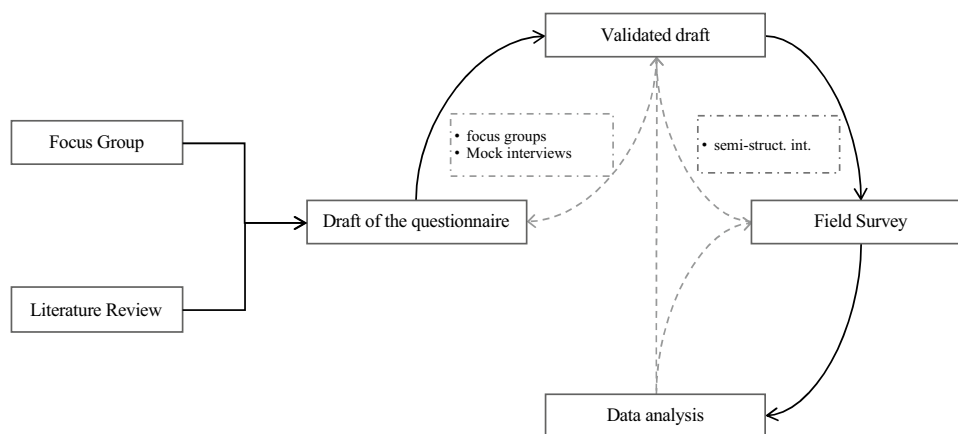 Validated draft
Focus Group
• focus groups
• Mock interviews
• semi-struct. int.
Draft of the questionnaire
Field Survey
Literature Review
Data analysis